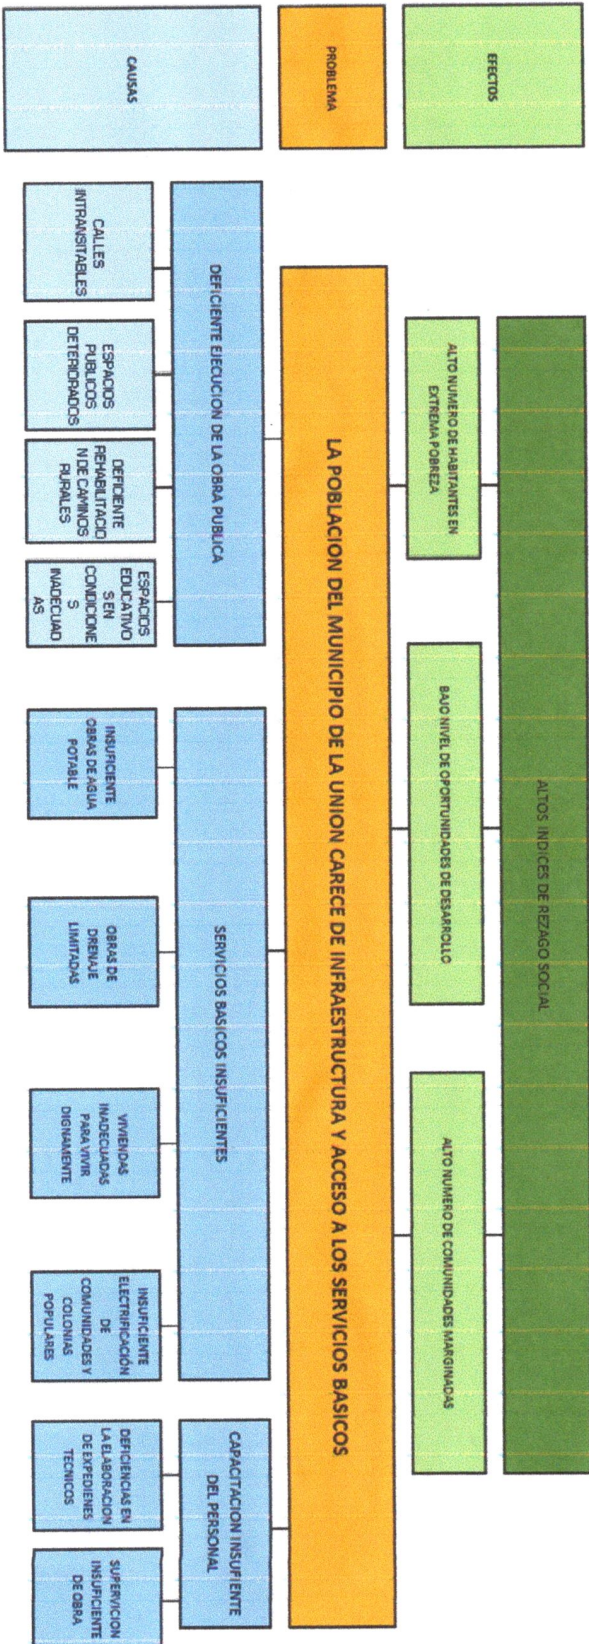 EFECTOS
ALTOS INDICES DE REZAGO SOCIAL
ALTO NUMERO DE HABITANTES EN
EXTREMA POBREZA
BAJO NIVEL DE OPORTUNIDADES DE DESARROLLO
ALTO NUMERO DE COMUNIDADES MARGINADAS
PROBLEMA
LA POBLACION DEL MUNICIPIO DE LA UNION CARECE DE INFRAESTRUCTURA Y ACCESO A LOS SERVICIOS BASICOS
CAUSAS
DEFICIENTE EJECUCION DE LA OBRA PUBLICA
SERVICIOS BASICOS INSUFICIENTES
CAPACITACION INSUFIENTE
DEL PERSONAL
CALLES
INTRANSITABLES
ESPACIOS
PUBLICOS
DETERIORADOS
DEFICIENTE
REHABILITACIO
N DE CAMINOS
RURALES
ESPACIOS
EDUCATIVO
S EN
CONDICIONE
S
INADECUAD
AS
INSUFICIENTE
OBRAS DE AGUA
POTABLE
OBRAS DE
DRENAJE
LIMITADAS
VIVIENDAS
INADECUADAS
PARA VIVIR
DIGNAMENTE
INSUFICIENTE
ELECTRIFICACIÓN
DE
COMUNIDADES Y
COLONIAS
POPULARES
DEFICIENCIAS EN
LA ELABORACION
DE EXPEDIENES
TECNICOS
SUPERVICION
INSUFICIENTE
DE OBRA